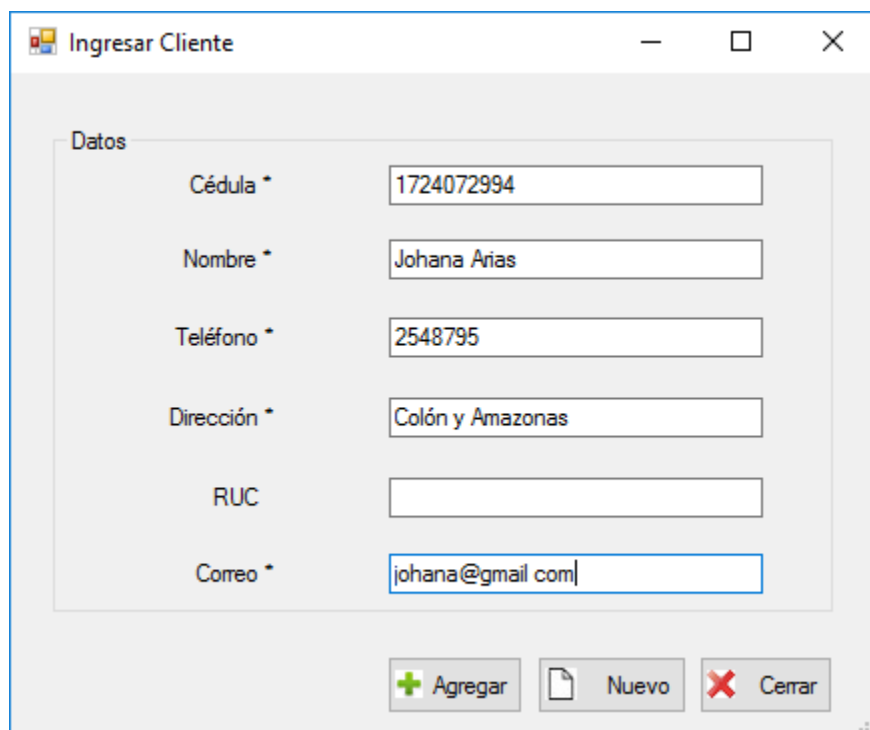 Ingresar Cliente
Datos
Cédula * 1724072994
Nombre * Johana Arias
Teléfono * 2548795
Dirección * Colón y Amazonas
RUC
Correo * johana@gmail com
Agregar Nuevo Cerrar